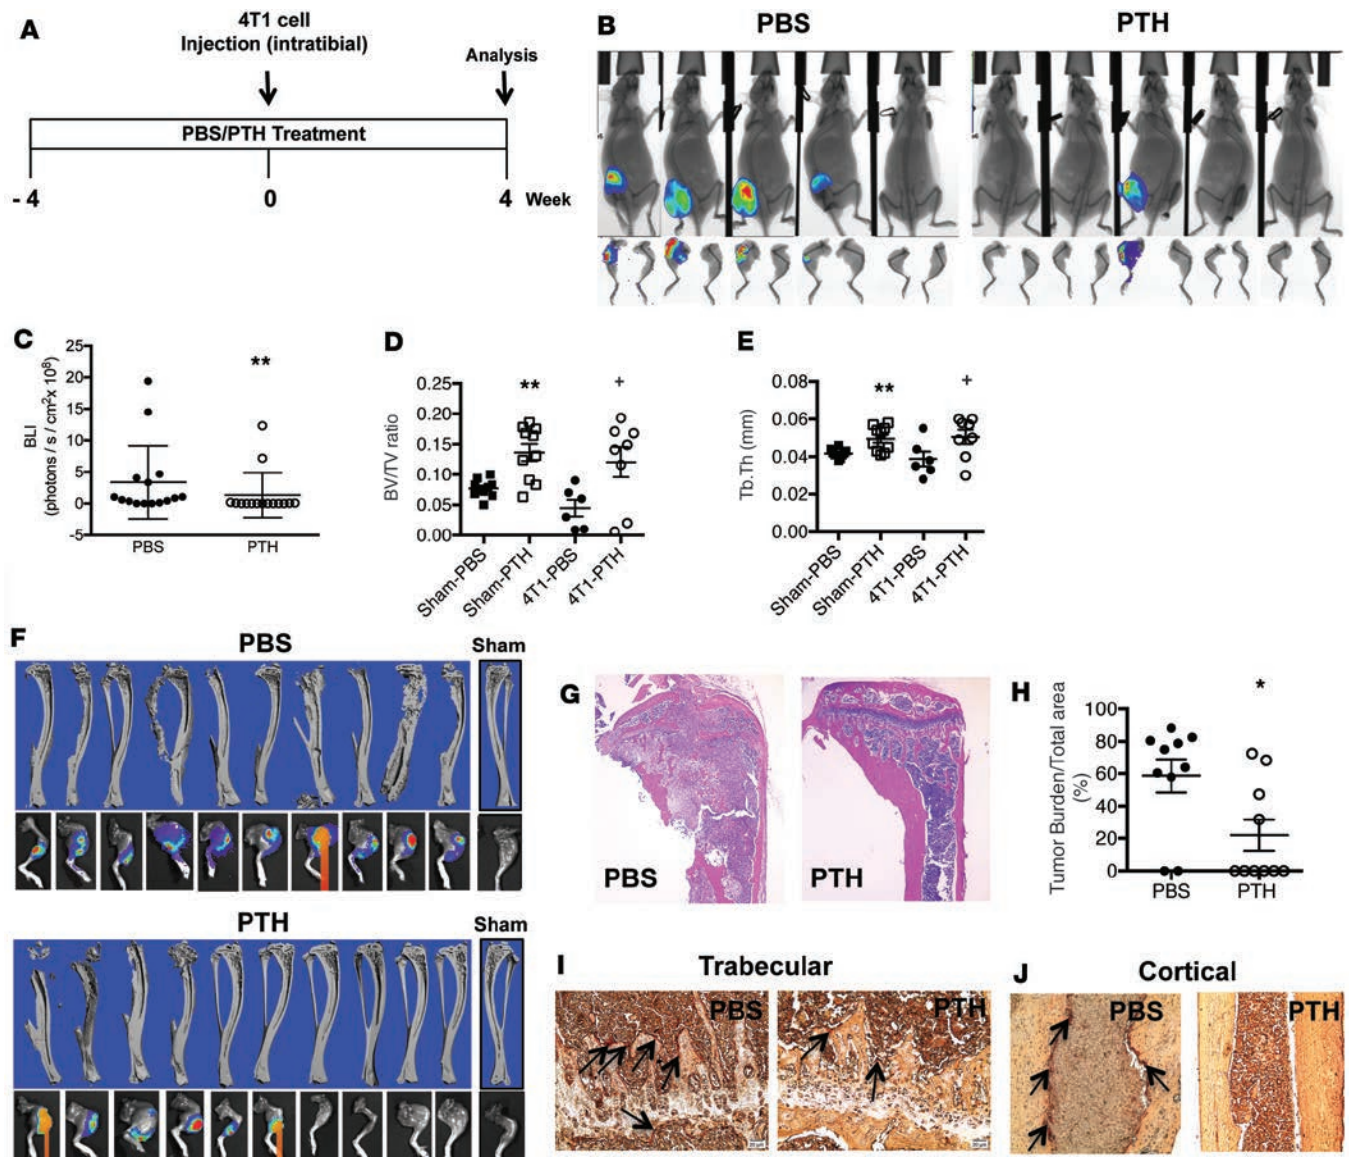 A
4T1 cell
Injection (intratibial)
Analysis
PBS/PTH Treatment
- 4
0
4
Week
B
PBS
PTH
C
BLI
(photons / s / cm²x 10⁸)
25
20
15
10
5
0
-5
**
PBS
PTH
D
BV/TV ratio
0.25
0.20
0.15
0.10
0.05
0.00
**
+
Sham-PBS
Sham-PTH
4T1-PBS
4T1-PTH
E
Tb.Th (mm)
0.08
0.06
0.04
0.02
0.00
**
+
Sham-PBS
Sham-PTH
4T1-PBS
4T1-PTH
F
PBS
Sham
PTH
Sham
G
PBS
PTH
H
Tumor Burden/Total area
(%)
100
80
60
40
20
0
*
PBS
PTH
I
Trabecular
PBS
PTH
J
Cortical
PBS
PTH